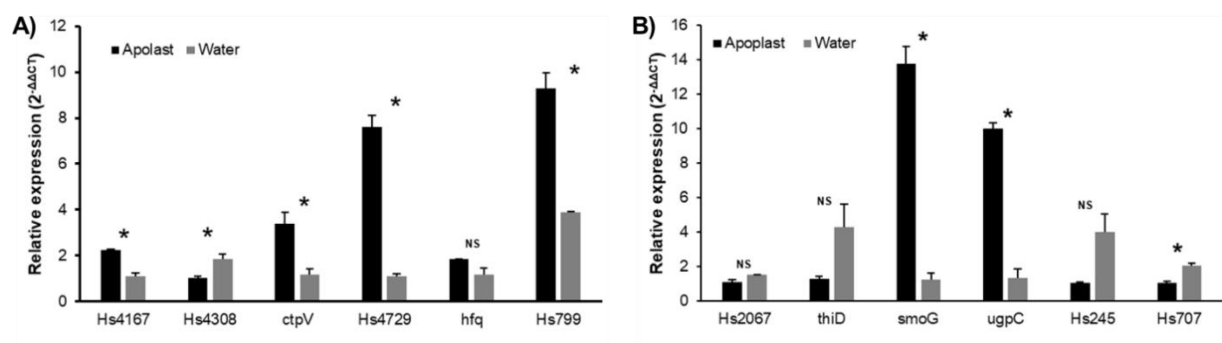 A)
Relative expression (2-ΔΔCT)
12
10
8
6
4
2
0
Apolast Water
*
*
*
*
NS
*
Hs4167 Hs4308 ctpV Hs4729 hfq Hs799
B)
Relative expression (2-ΔΔCT)
16
14
12
10
8
6
4
2
0
Apoplast Water
NS
NS
*
*
NS
*
Hs2067 thiD smoG ugpC Hs245 Hs707